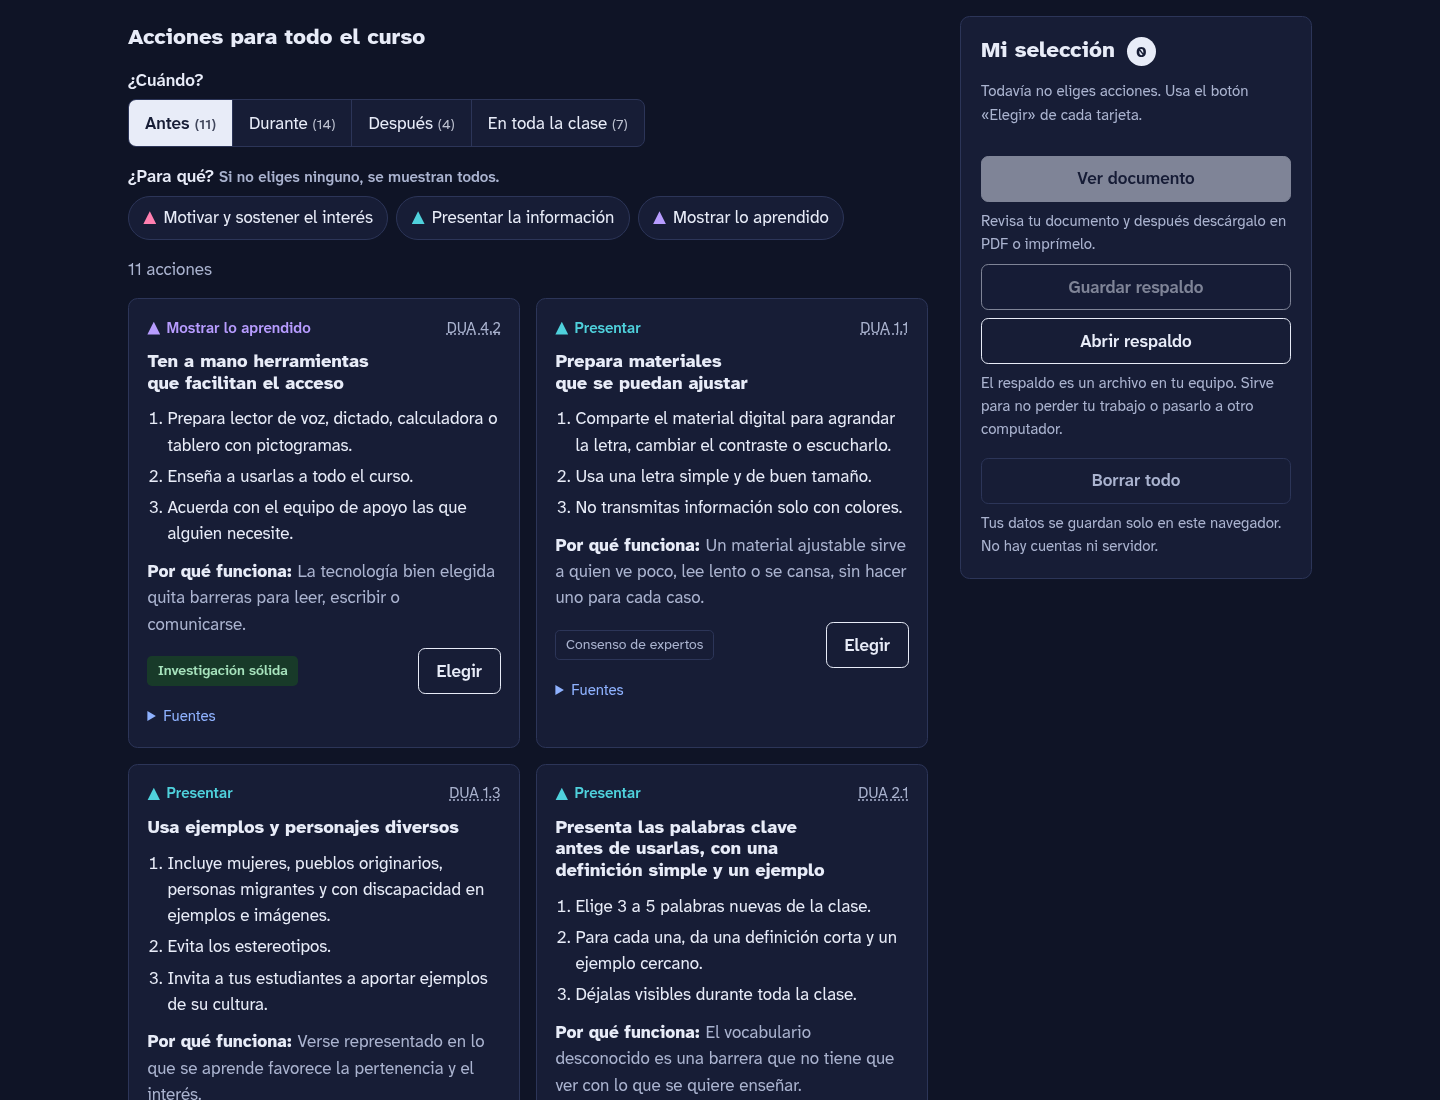 Acciones para todo el curso
¿Cuándo?
Antes (11)
Durante (14)
Después (4)
En toda la clase (7)
¿Para qué? Si no eliges ninguno, se muestran todos.
Motivar y sostener el interés
Presentar la información
Mostrar lo aprendido
11 acciones
Mostrar lo aprendido
DUA 4.2
Ten a mano herramientas
que facilitan el acceso
1. Prepara lector de voz, dictado, calculadora o
tablero con pictogramas.
2. Enseña a usarlas a todo el curso.
3. Acuerda con el equipo de apoyo las que
alguien necesite.
Por qué funciona: La tecnología bien elegida
quita barreras para leer, escribir o
comunicarse.
Investigación sólida
Elegir
Fuentes
Presentar
DUA 1.1
Prepara materiales
que se puedan ajustar
1. Comparte el material digital para agrandar
la letra, cambiar el contraste o escucharlo.
2. Usa una letra simple y de buen tamaño.
3. No transmitas información solo con colores.
Por qué funciona: Un material ajustable sirve
a quien ve poco, lee lento o se cansa, sin hacer
uno para cada caso.
Consenso de expertos
Elegir
Fuentes
Presentar
DUA 1.3
Usa ejemplos y personajes diversos
1. Incluye mujeres, pueblos originarios,
personas migrantes y con discapacidad en
ejemplos e imágenes.
2. Evita los estereotipos.
3. Invita a tus estudiantes a aportar ejemplos
de su cultura.
Por qué funciona: Verse representado en lo
que se aprende favorece la pertenencia y el
interés.
Presentar
DUA 2.1
Presenta las palabras clave
antes de usarlas, con una
definición simple y un ejemplo
1. Elige 3 a 5 palabras nuevas de la clase.
2. Para cada una, da una definición corta y un
ejemplo cercano.
3. Déjalas visibles durante toda la clase.
Por qué funciona: El vocabulario
desconocido es una barrera que no tiene que
ver con lo que se quiere enseñar.
Mi selección 0
Todavía no eliges acciones. Usa el botón
«Elegir» de cada tarjeta.
Ver documento
Revisa tu documento y después descárgalo en
PDF o imprímelo.
Guardar respaldo
Abrir respaldo
El respaldo es un archivo en tu equipo. Sirve
para no perder tu trabajo o pasarlo a otro
computador.
Borrar todo
Tus datos se guardan solo en este navegador.
No hay cuentas ni servidor.